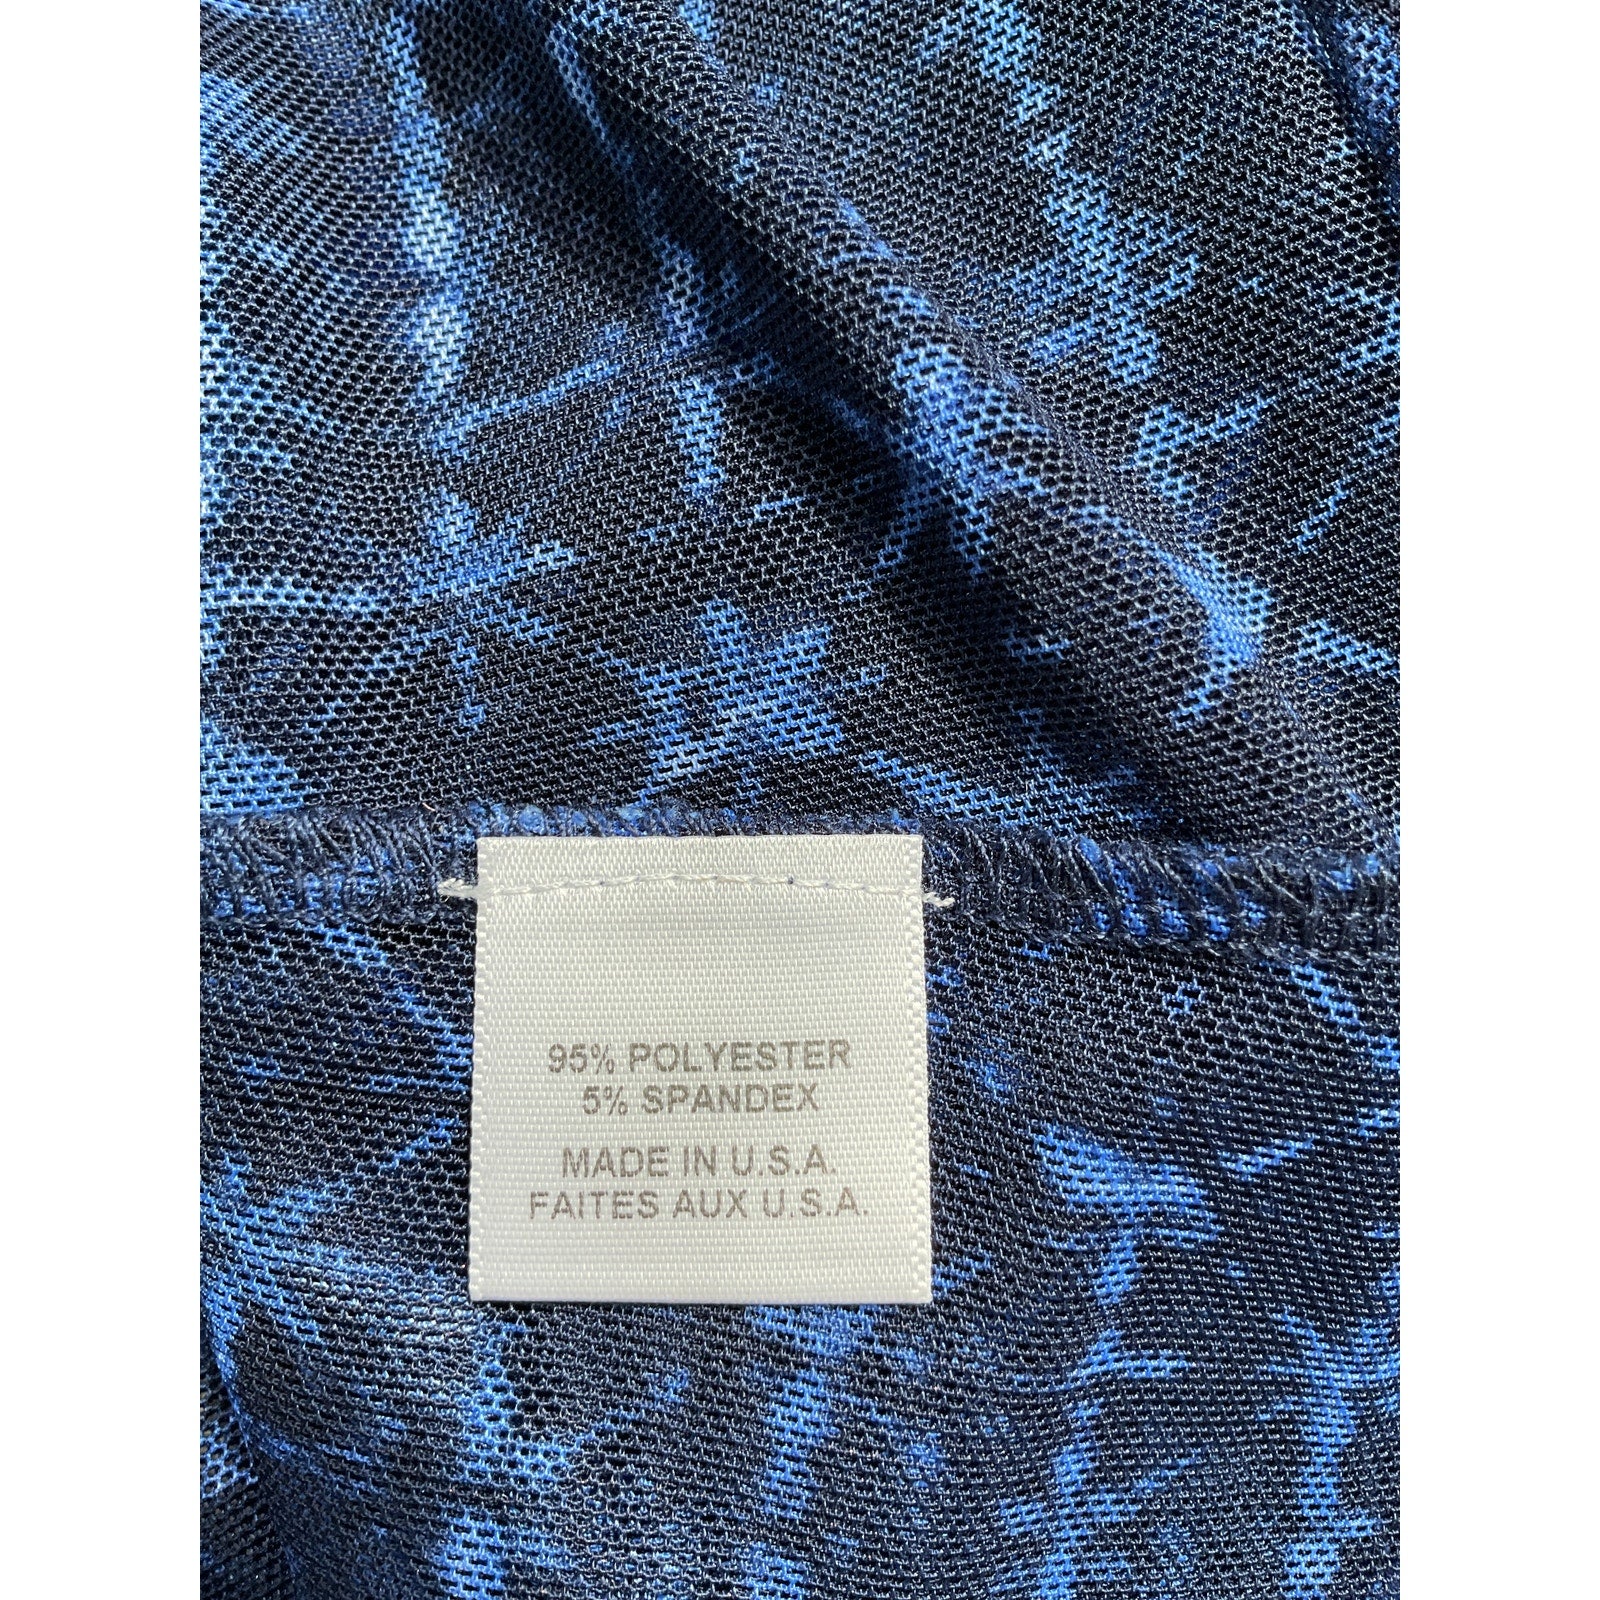 95% POLYESTER
5% SPANDEX
MADE IN U.S.A.
FAITES AUX U.S.A.